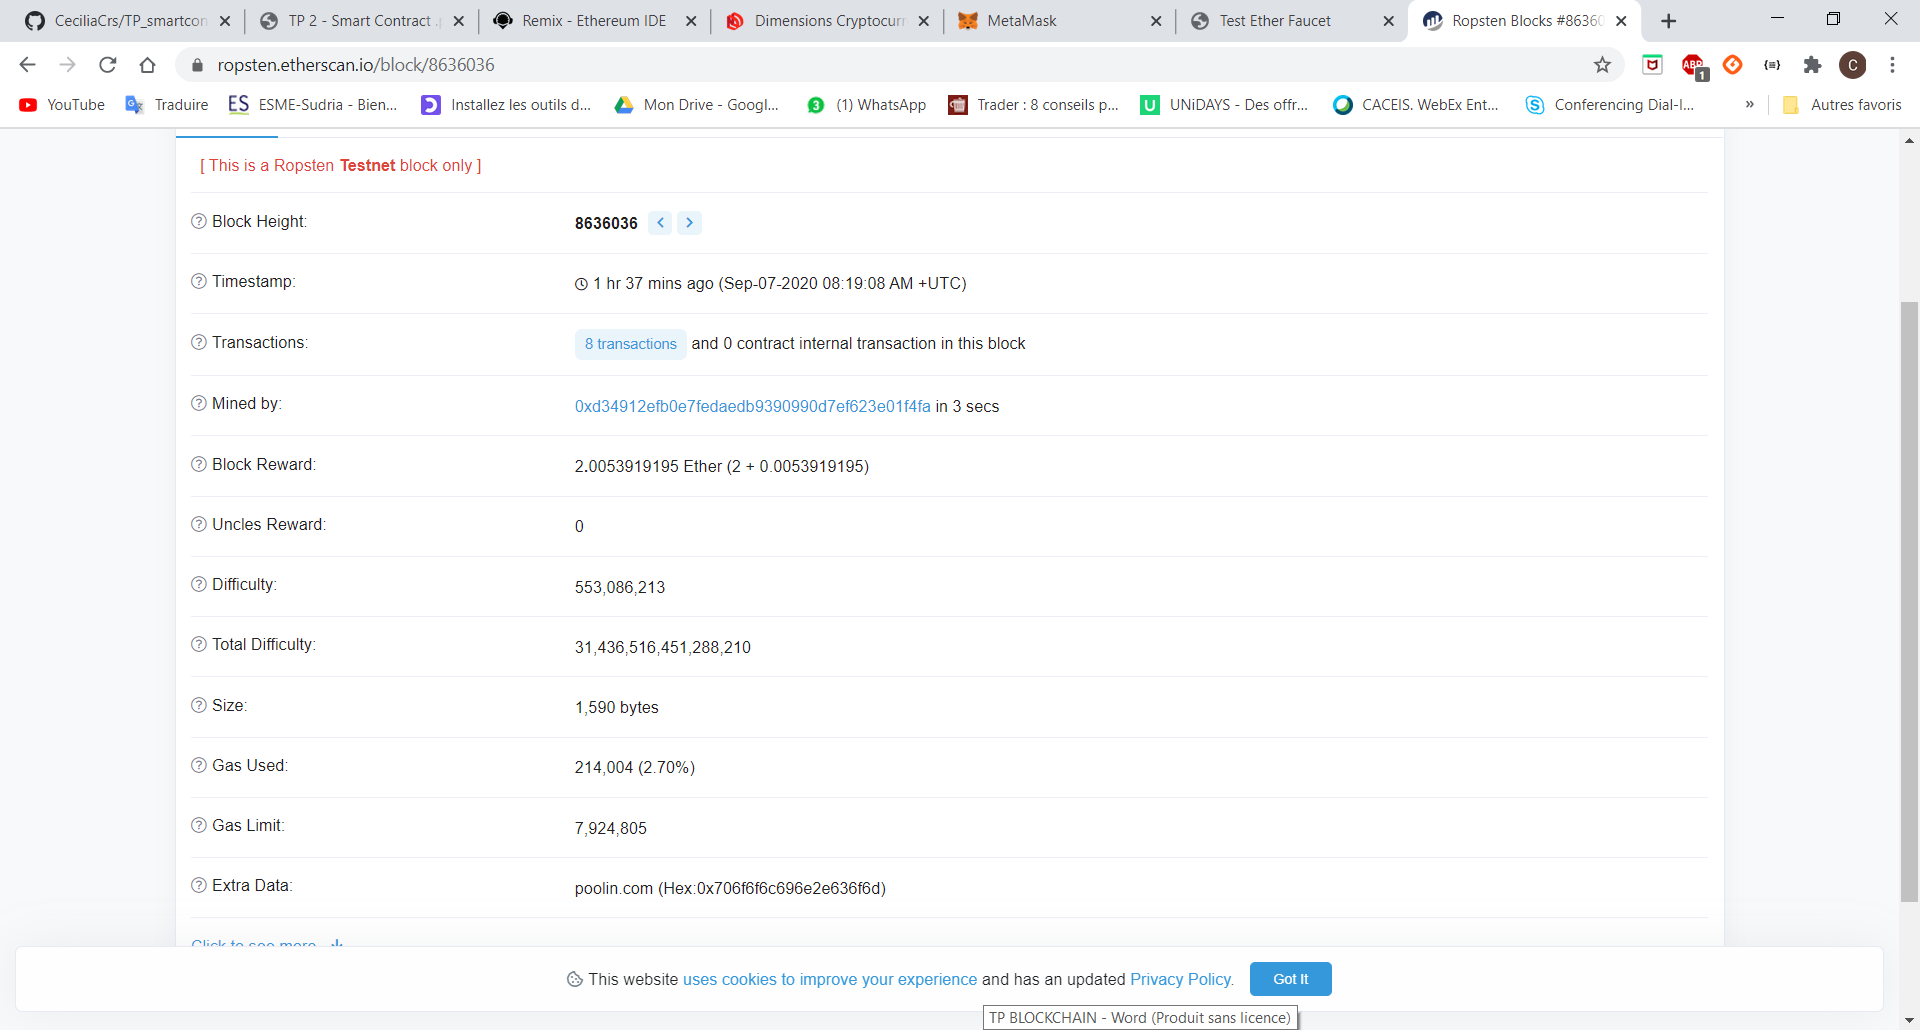 CeciliaCrs/TP_smartcon
TP 2 - Smart Contract .p
Remix - Ethereum IDE
Dimensions Cryptocurr
MetaMask
Test Ether Faucet
Ropsten Blocks #86360
ropsten.etherscan.io/block/8636036
ABP
1
C
YouTube
Traduire
ES ESME-Sudria - Bien...
Installez les outils d...
Mon Drive - Googl...
3 (1) WhatsApp
Trader : 8 conseils p...
U UNiDAYS - Des offr...
CACEIS. WebEx Ent...
S Conferencing Dial-I...
»
Autres favoris
[ This is a Ropsten Testnet block only ]
? Block Height: 8636036 < >
? Timestamp: 1 hr 37 mins ago (Sep-07-2020 08:19:08 AM +UTC)
? Transactions: 8 transactions and 0 contract internal transaction in this block
? Mined by: 0xd34912efb0e7fedaedb9390990d7ef623e01f4fa in 3 secs
? Block Reward: 2.0053919195 Ether (2 + 0.0053919195)
? Uncles Reward: 0
? Difficulty: 553,086,213
? Total Difficulty: 31,436,516,451,288,210
? Size: 1,590 bytes
? Gas Used: 214,004 (2.70%)
? Gas Limit: 7,924,805
? Extra Data: poolin.com (Hex:0x706f6f6c696e2e636f6d)
Click to see more
This website uses cookies to improve your experience and has an updated Privacy Policy. Got It
TP BLOCKCHAIN - Word (Produit sans licence)